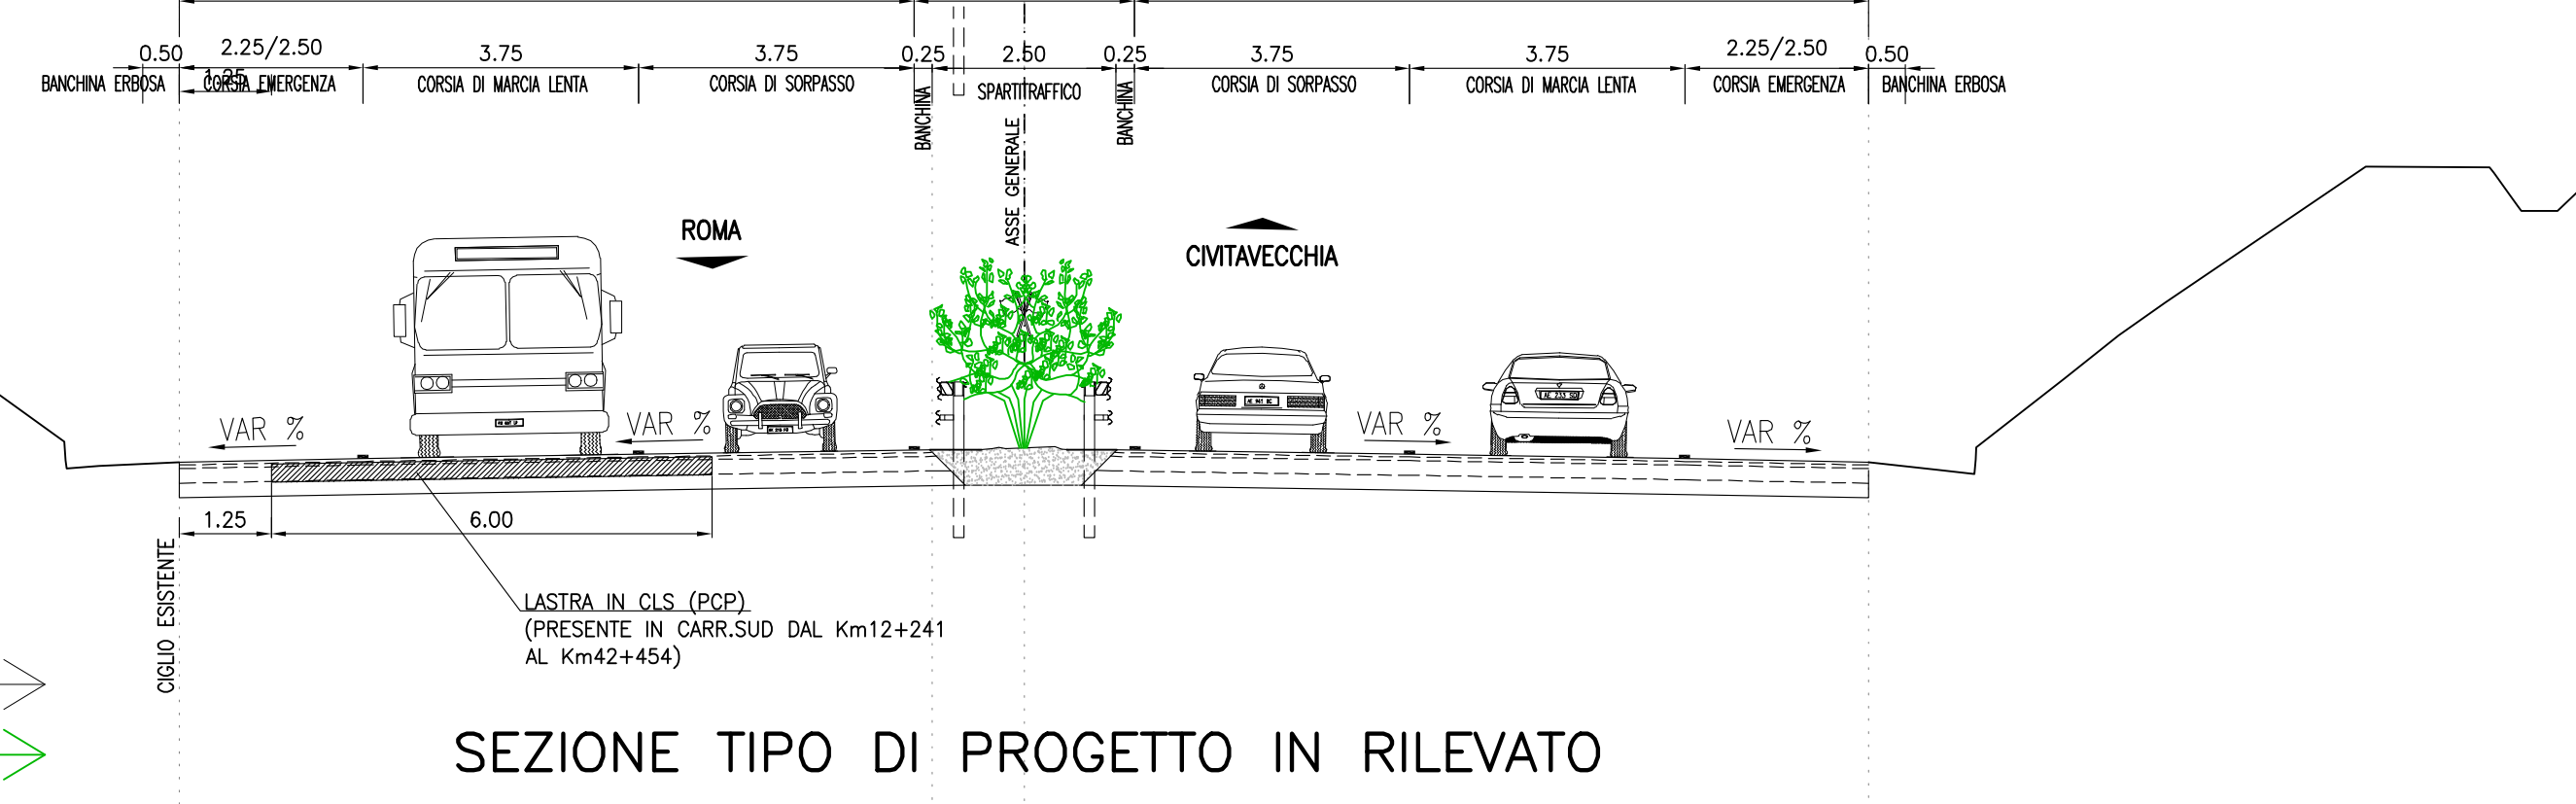 0.50 2.25/2.50 3.75 3.75 0.25 2.50 0.25 3.75 3.75 2.25/2.50 0.50
1.25
BANCHINA ERBOSA CORSIA EMERGENZA CORSIA DI MARCIA LENTA CORSIA DI SORPASSO BANCHINA SPARTITRAFFICO BANCHINA CORSIA DI SORPASSO CORSIA DI MARCIA LENTA CORSIA EMERGENZA BANCHINA ERBOSA
ASSE GENERALE
ROMA
CIVITAVECCHIA
VAR % VAR % VAR % VAR %
AE 233 SD
1.25 6.00
CIGLIO ESISTENTE
LASTRA IN CLS (PCP)
(PRESENTE IN CARR.SUD DAL Km12+241
AL Km42+454)
SEZIONE TIPO DI PROGETTO IN RILEVATO